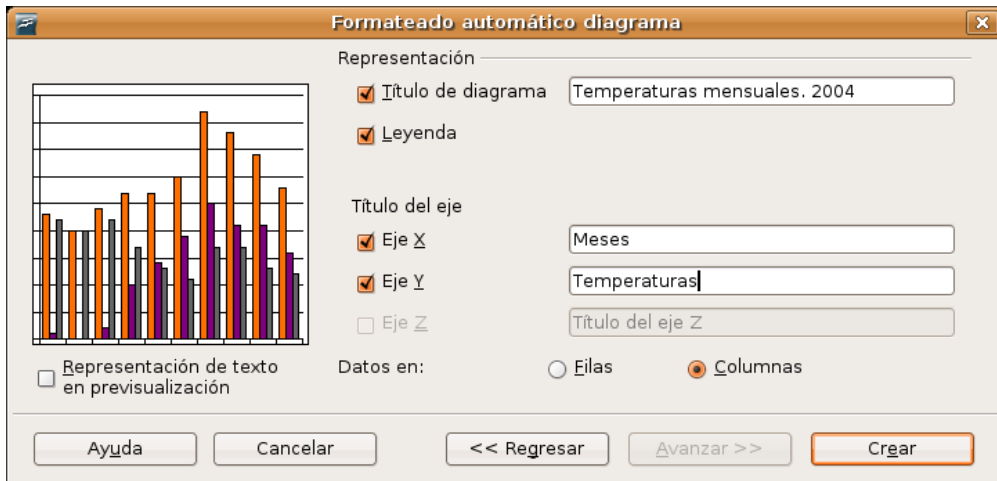 Formateado automático diagrama
Representación
Título de diagrama Temperaturas mensuales. 2004
Leyenda
Título del eje
Eje X Meses
Eje Y Temperaturas
Eje Z Título del eje Z
Representación de texto
en previsualización
Datos en: Filas Columnas
Ayuda Cancelar << Regresar Avanzar >> Crear